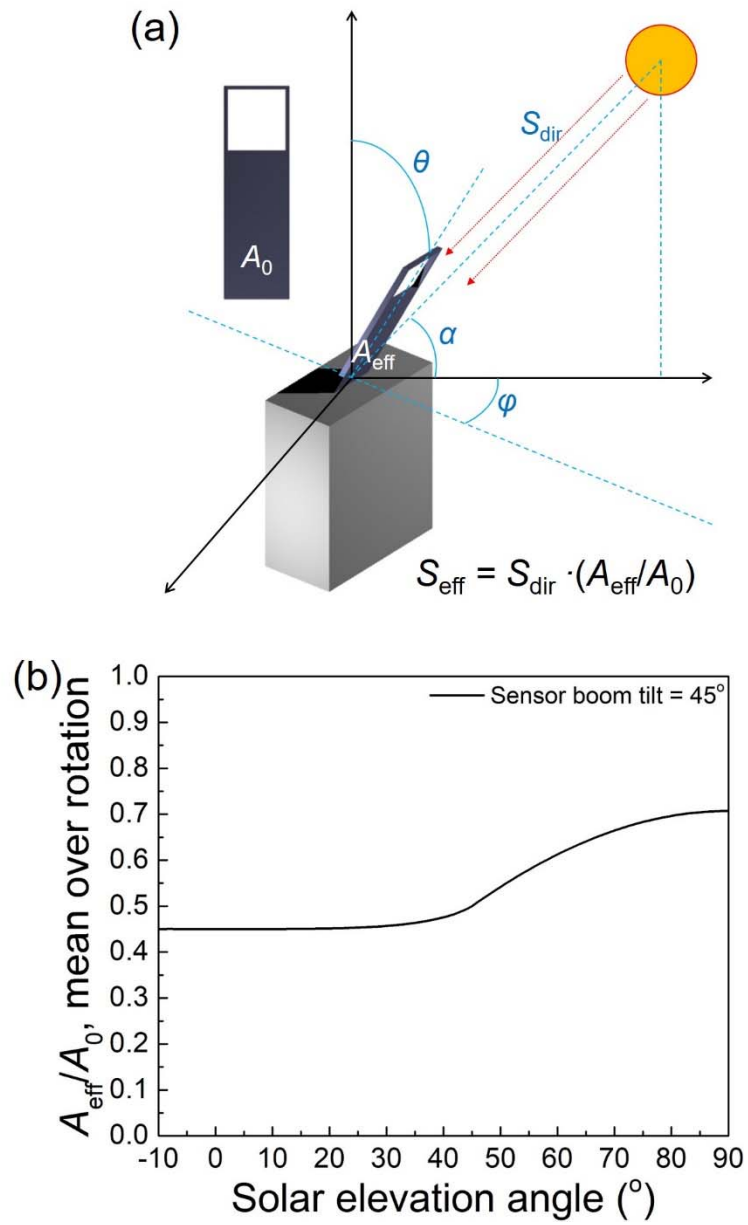 (a)
S_dir
θ
A_0
α
A_eff
φ
S_eff = S_dir ·(A_eff/A_0)
(b)
A_eff/A_0, mean over rotation
1.0
0.9
0.8
0.7
0.6
0.5
0.4
0.3
0.2
0.1
0.0
Sensor boom tilt = 45°
-10 0 10 20 30 40 50 60 70 80 90
Solar elevation angle (°)